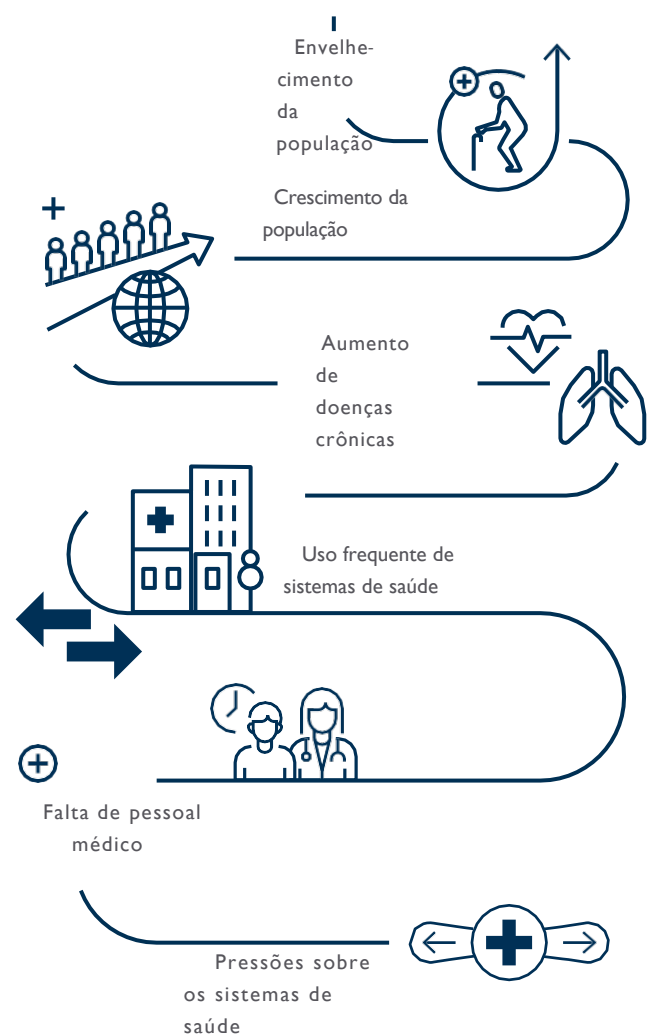 Envelhe-
cimento
da
população
Crescimento da
população
Aumento
de
doenças
crônicas
Uso frequente de
sistemas de saúde
Falta de pessoal
médico
Pressões sobre
os sistemas de
saúde